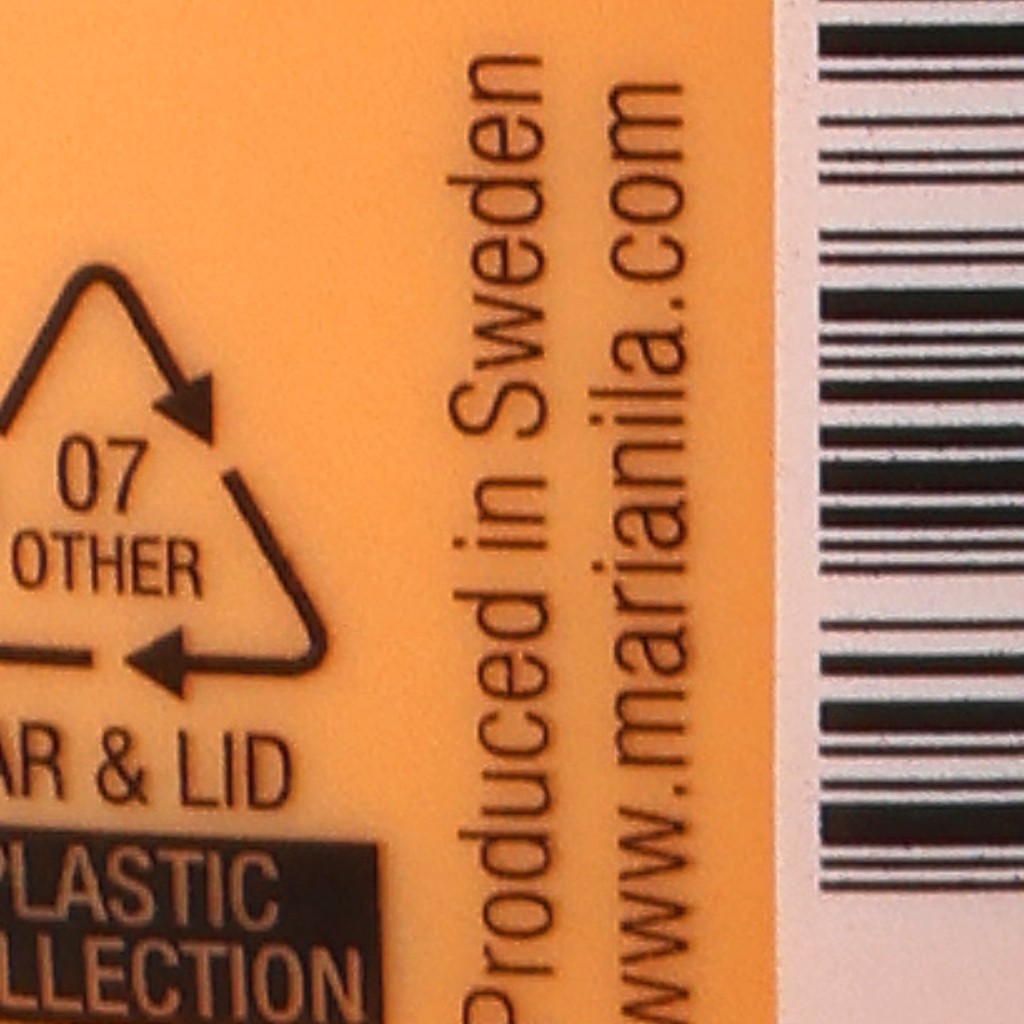 07
OTHER
AR & LID
PLASTIC
LLECTION
Produced in Sweden
www.marianila.com